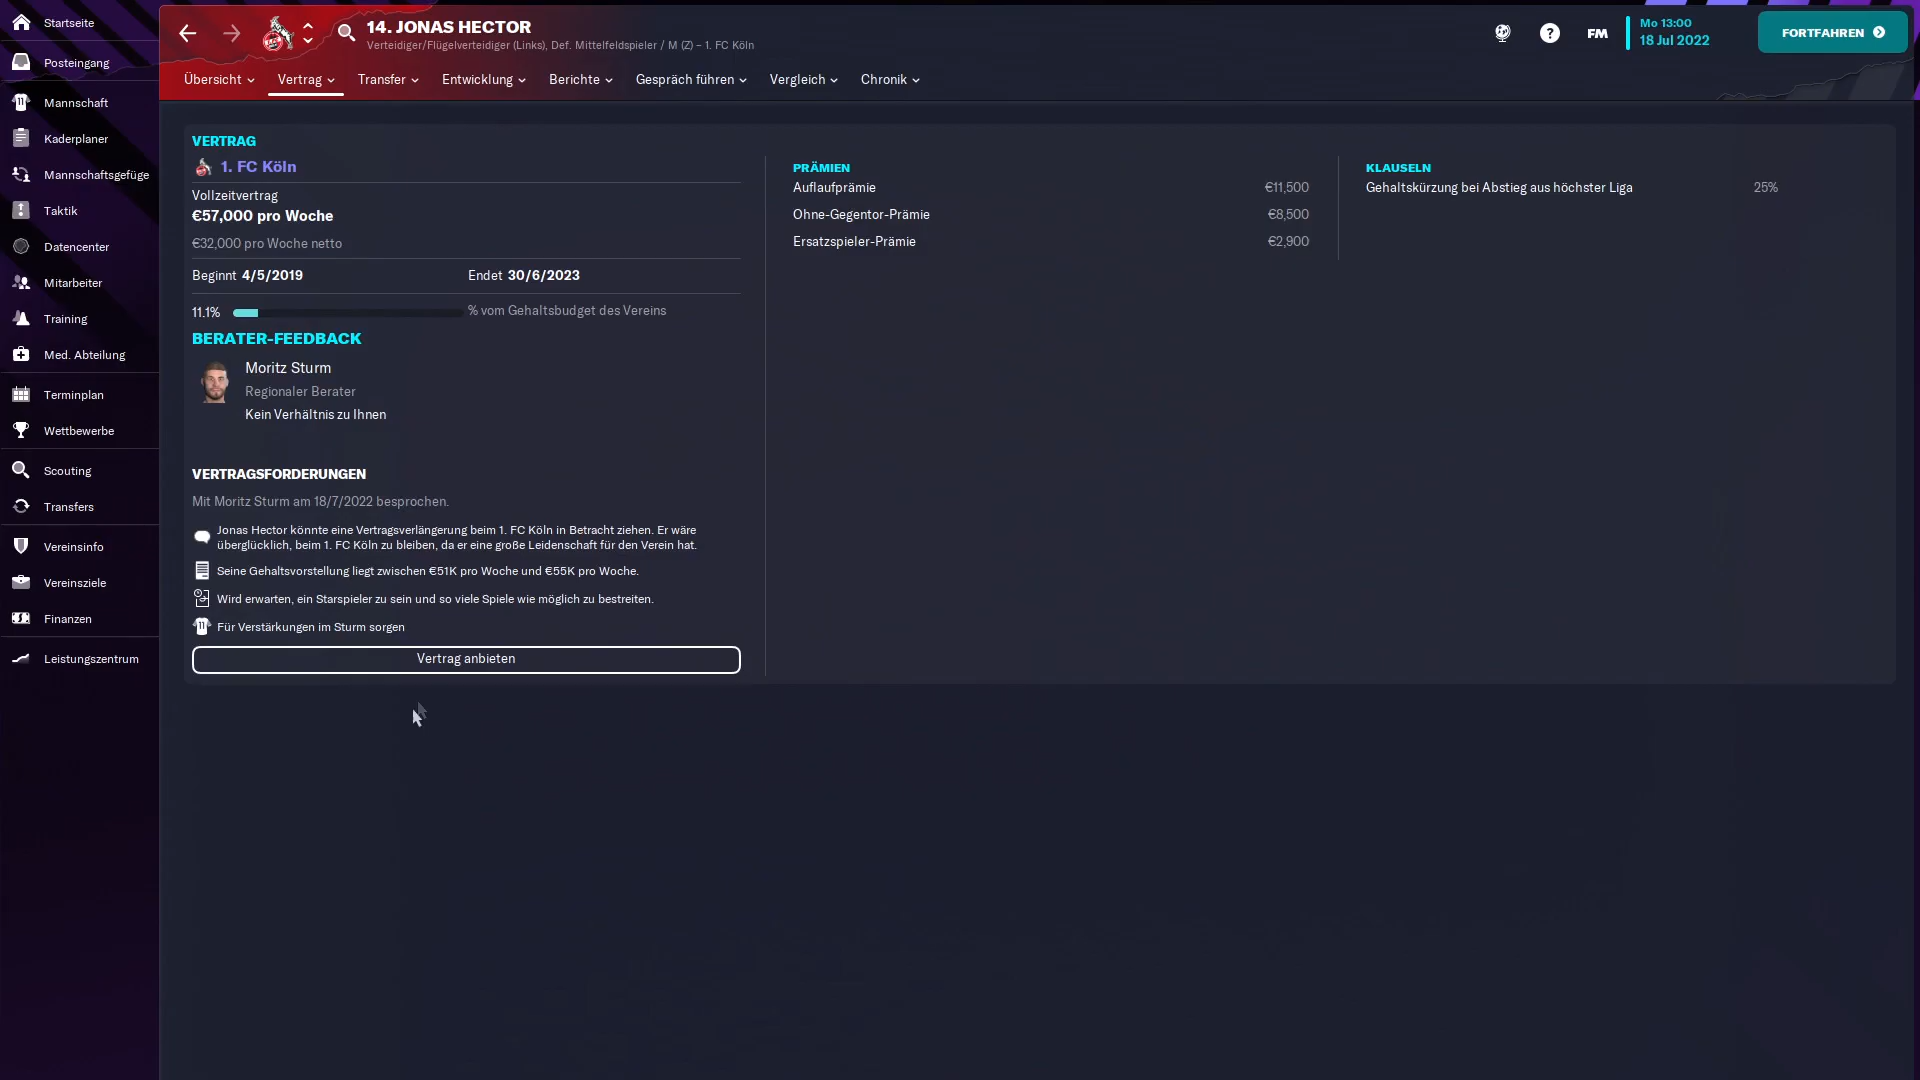 Startseite
Posteingang
Mannschaft
Kaderplaner
Mannschaftsgefüge
Taktik
Datencenter
Mitarbeiter
Training
Med. Abteilung
Terminplan
Wettbewerbe
Scouting
Transfers
Vereinsinfo
Vereinsziele
Finanzen
Leistungszentrum
14. JONAS HECTOR
Verteidiger/Flügelverteidiger (Links), Def. Mittelfeldspieler / M (Z) – 1. FC Köln
FM
Mo 13:00
18 Jul 2022
FORTFAHREN
Übersicht Vertrag Transfer Entwicklung Berichte Gespräch führen Vergleich Chronik
VERTRAG
1. FC Köln
Vollzeitvertrag
€57,000 pro Woche
€32,000 pro Woche netto
Beginnt 4/5/2019 Endet 30/6/2023
11.1% % vom Gehaltsbudget des Vereins
BERATER-FEEDBACK
Moritz Sturm
Regionaler Berater
Kein Verhältnis zu Ihnen
VERTRAGSFORDERUNGEN
Mit Moritz Sturm am 18/7/2022 besprochen.
Jonas Hector könnte eine Vertragsverlängerung beim 1. FC Köln in Betracht ziehen. Er wäre
überglücklich, beim 1. FC Köln zu bleiben, da er eine große Leidenschaft für den Verein hat.
Seine Gehaltsvorstellung liegt zwischen €51K pro Woche und €55K pro Woche.
Wird erwarten, ein Starspieler zu sein und so viele Spiele wie möglich zu bestreiten.
Für Verstärkungen im Sturm sorgen
Vertrag anbieten
PRÄMIEN
Auflaufprämie €11,500
Ohne-Gegentor-Prämie €8,500
Ersatzspieler-Prämie €2,900
KLAUSELN
Gehaltskürzung bei Abstieg aus höchster Liga 25%